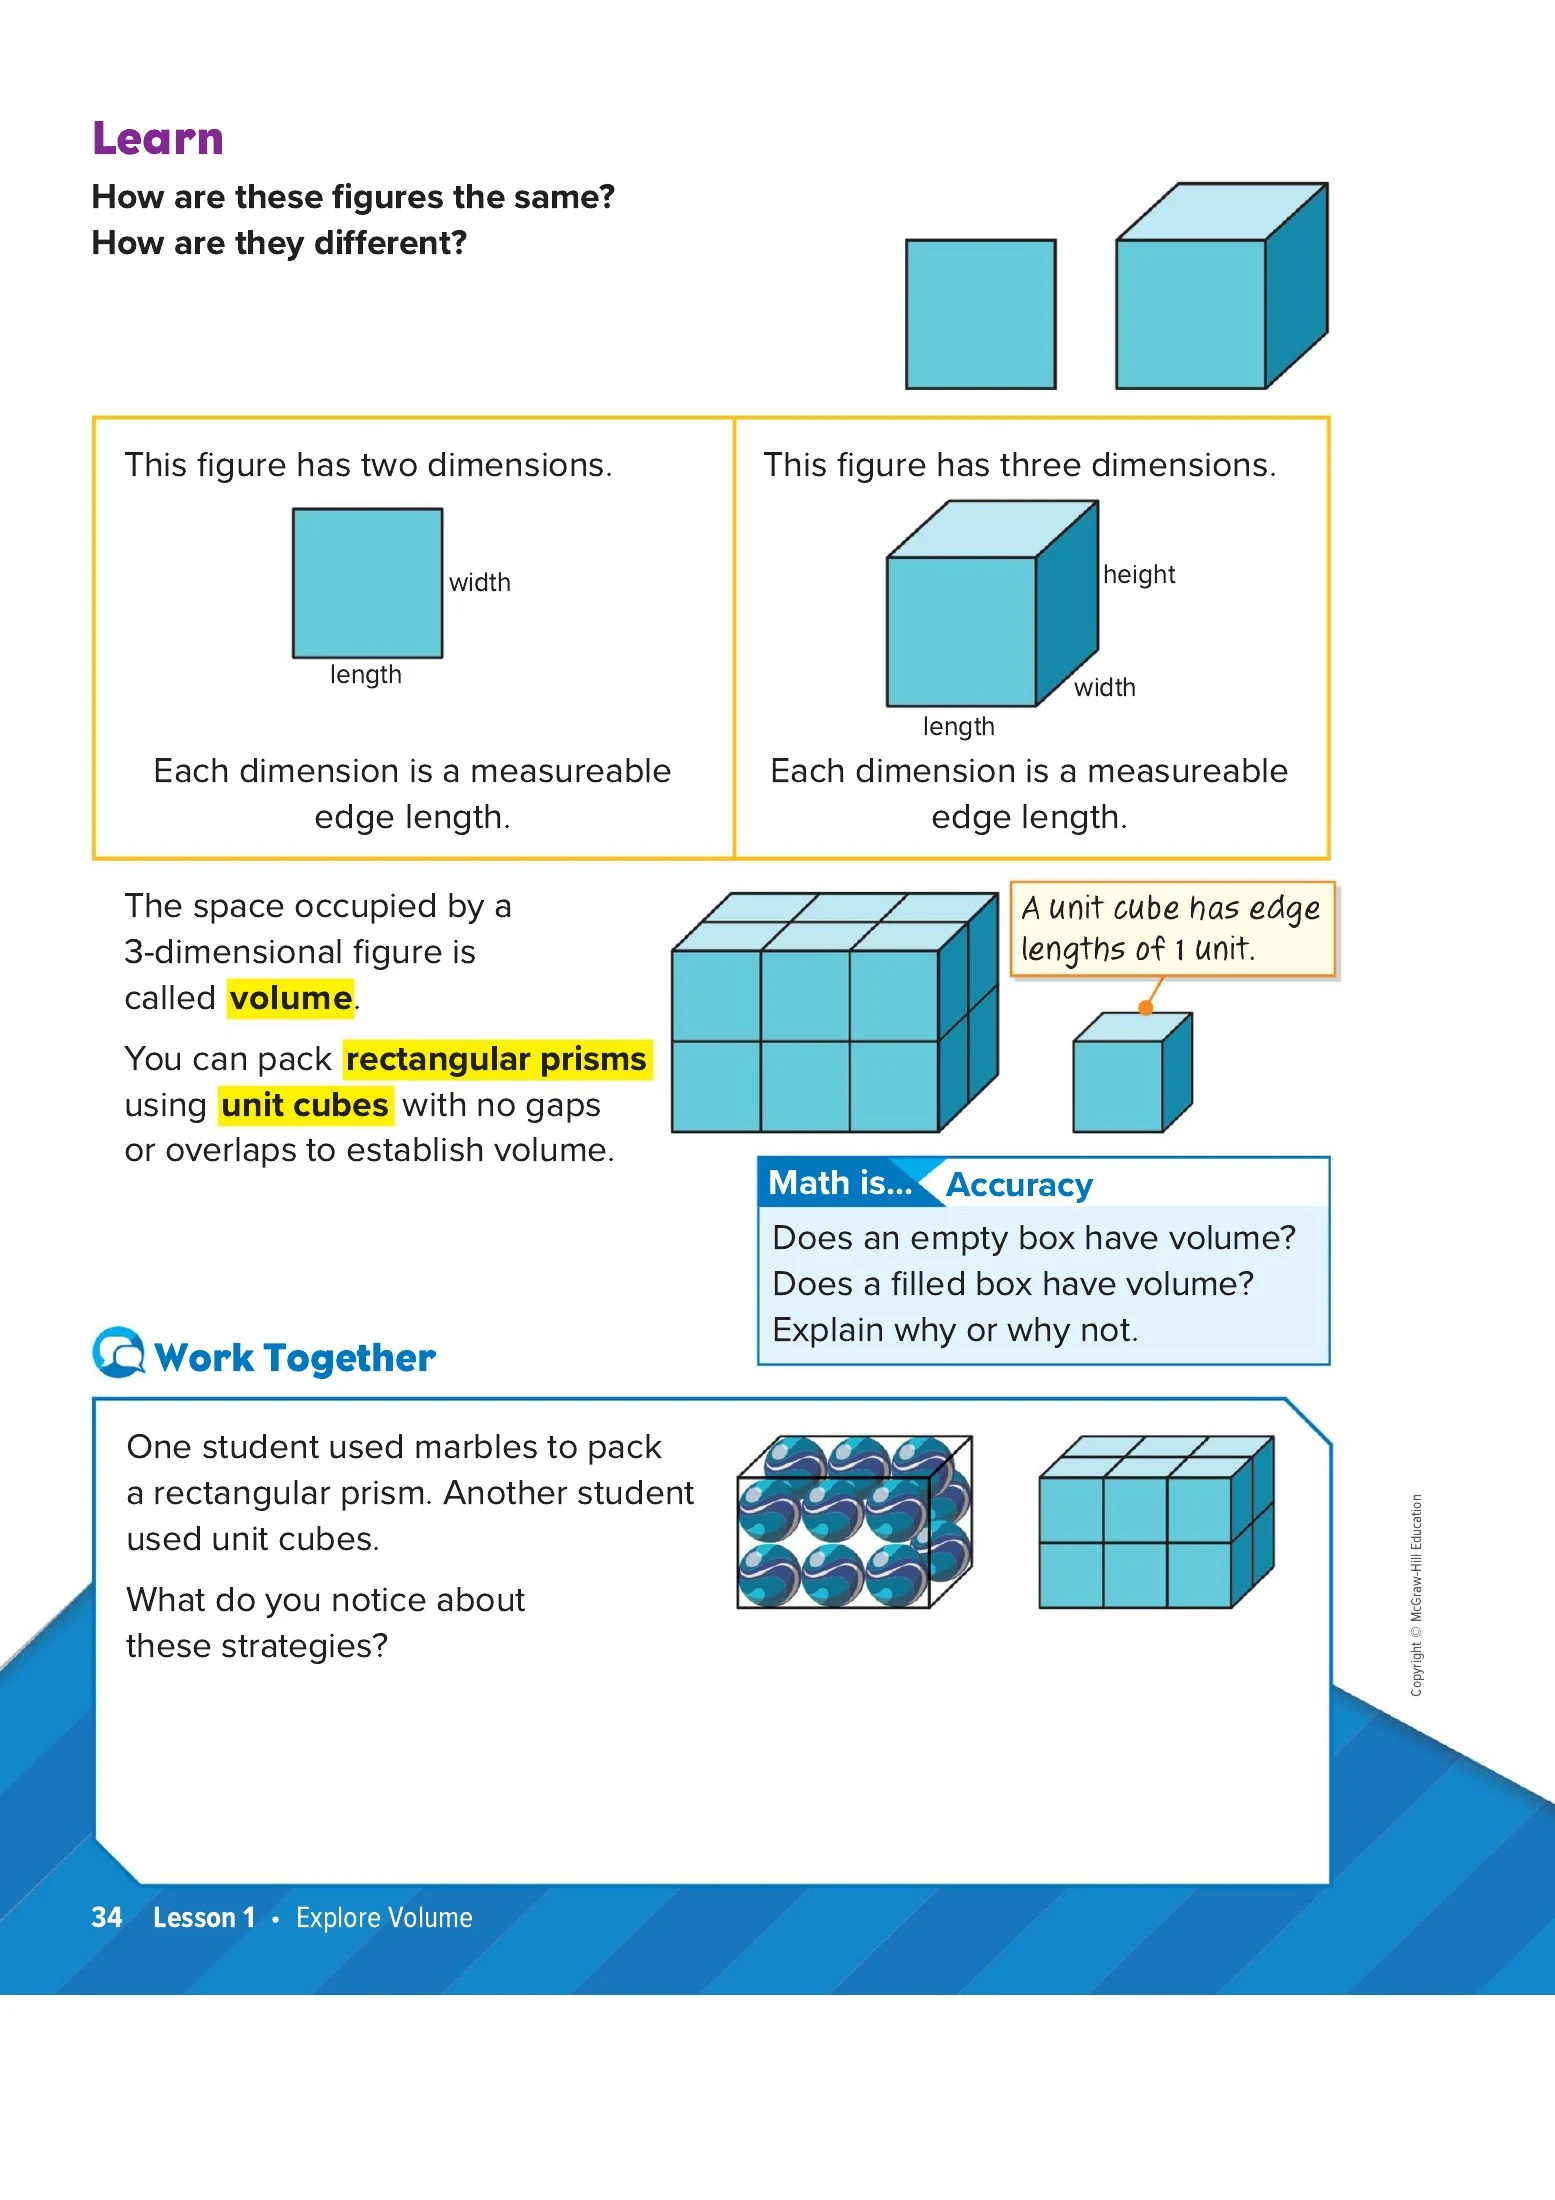 Learn
How are these figures the same?
How are they different?
This figure has two dimensions.
width
length
Each dimension is a measureable
edge length.
This figure has three dimensions.
height
width
length
Each dimension is a measureable
edge length.
The space occupied by a
3-dimensional figure is
called volume.
You can pack rectangular prisms
using unit cubes with no gaps
or overlaps to establish volume.
A unit cube has edge
lengths of 1 unit.
Math is... Accuracy
Does an empty box have volume?
Does a filled box have volume?
Explain why or why not.
Work Together
One student used marbles to pack
a rectangular prism. Another student
used unit cubes.
What do you notice about
these strategies?
Copyright © McGraw-Hill Education
34 Lesson 1 • Explore Volume